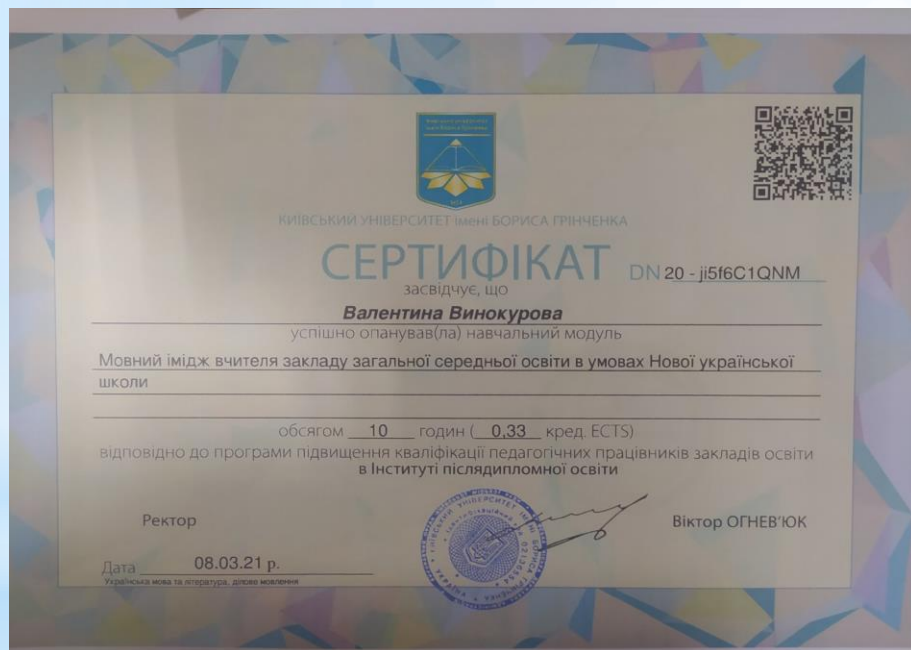 КИЇВСЬКИЙ УНІВЕРСИТЕТ імені БОРИСА ГРІНЧЕНКА
СЕРТИФІКАТ DN 20 - ji5f6C1QNM
засвідчує, що
Валентина Винокурова
успішно опанував(ла) навчальний модуль
Мовний імідж вчителя закладу загальної середньої освіти в умовах Нової української
школи
обсягом 10 годин ( 0,33 кред. ECTS)
відповідно до програми підвищення кваліфікації педагогічних працівників закладів освіти
в Інституті післядипломної освіти
Ректор
Віктор ОГНЕВ'ЮК
Дата 08.03.21 р.
Українська мова та література, ділове мовлення